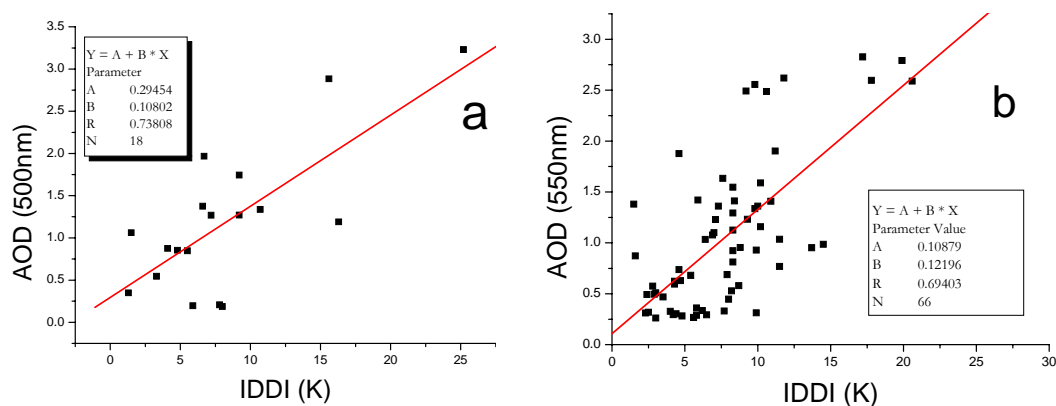 3.5
3.0
2.5
2.0
1.5
1.0
0.5
0.0
AOD (500nm)
Y = A + B * X
Parameter
A 0.29454
B 0.10802
R 0.73808
N 18
a
0 5 10 15 20 25
IDDI (K)
3.0
2.5
2.0
1.5
1.0
0.5
0.0
AOD (550nm)
b
Y = A + B * X
Parameter Value
A 0.10879
B 0.12196
R 0.69403
N 66
0 5 10 15 20 25 30
IDDI (K)